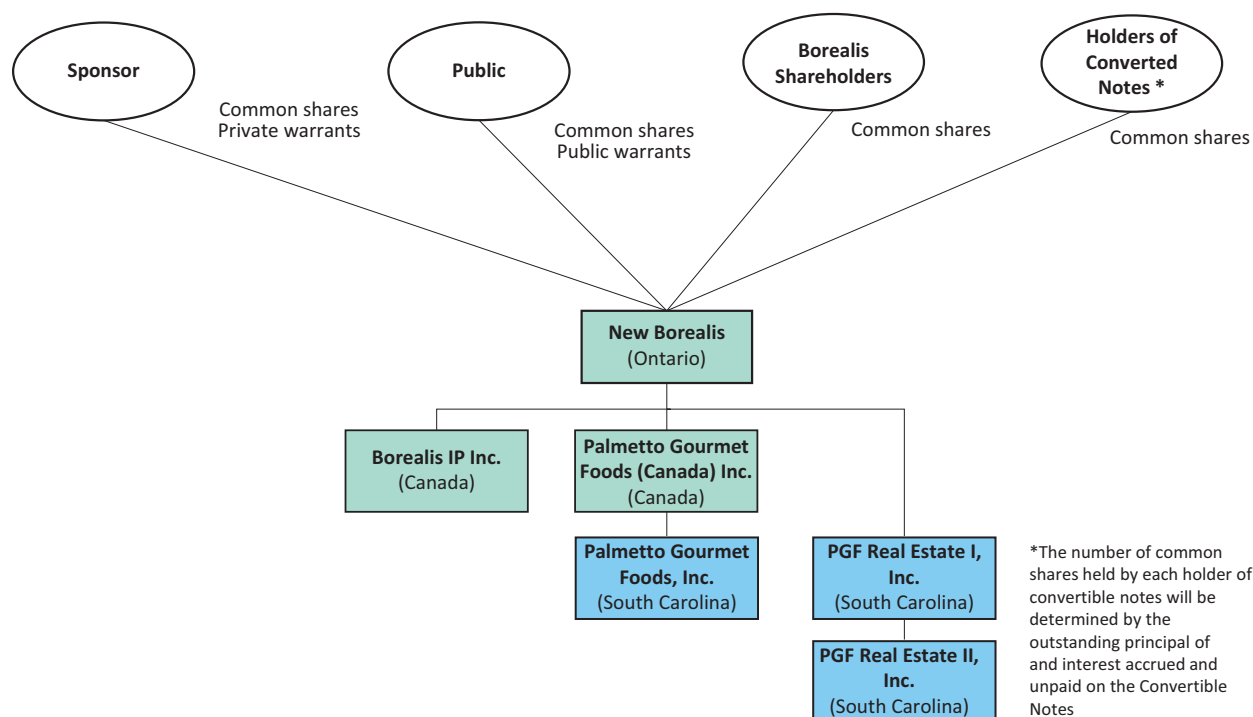 Sponsor
Public
Borealis
Shareholders
Holders of
Converted
Notes *
Common shares
Private warrants
Common shares
Public warrants
Common shares
Common shares
New Borealis
(Ontario)
Borealis IP Inc.
(Canada)
Palmetto Gourmet
Foods (Canada) Inc.
(Canada)
Palmetto Gourmet
Foods, Inc.
(South Carolina)
PGF Real Estate I,
Inc.
(South Carolina)
PGF Real Estate II,
Inc.
(South Carolina)
*The number of common
shares held by each holder of
convertible notes will be
determined by the
outstanding principal of
and interest accrued and
unpaid on the Convertible
Notes